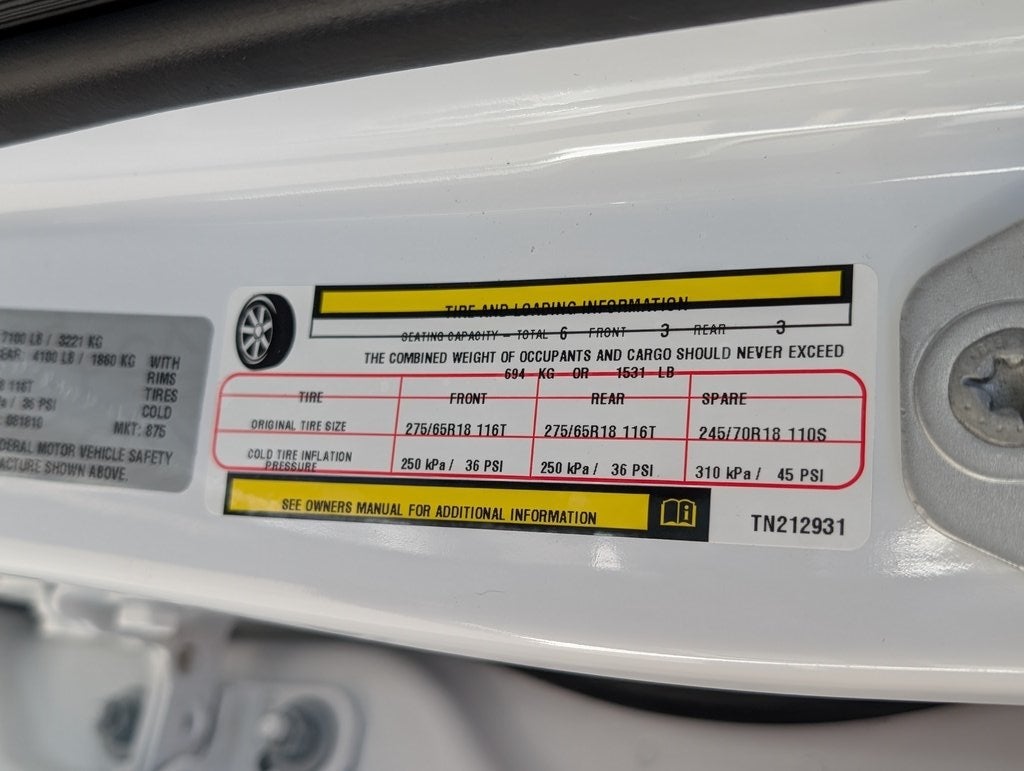 7100 LB / 3221 KG
4100 LB / 1860 KG WITH
116T RIMS
/ 36 PSI TIRES
081810 COLD
MKT: 875
MOTOR VEHICLE SAFETY
SHOWN ABOVE.
TIRE AND LOADING INFORMATION
SEATING CAPACITY – TOTAL 6 FRONT 3 REAR 3
THE COMBINED WEIGHT OF OCCUPANTS AND CARGO SHOULD NEVER EXCEED
694 KG OR 1531 LB
TIRE FRONT REAR SPARE
ORIGINAL TIRE SIZE 275/65R18 116T 275/65R18 116T 245/70R18 110S
COLD TIRE INFLATION
PRESSURE 250 kPa / 36 PSI 250 kPa / 36 PSI 310 kPa / 45 PSI
SEE OWNERS MANUAL FOR ADDITIONAL INFORMATION
TN212931